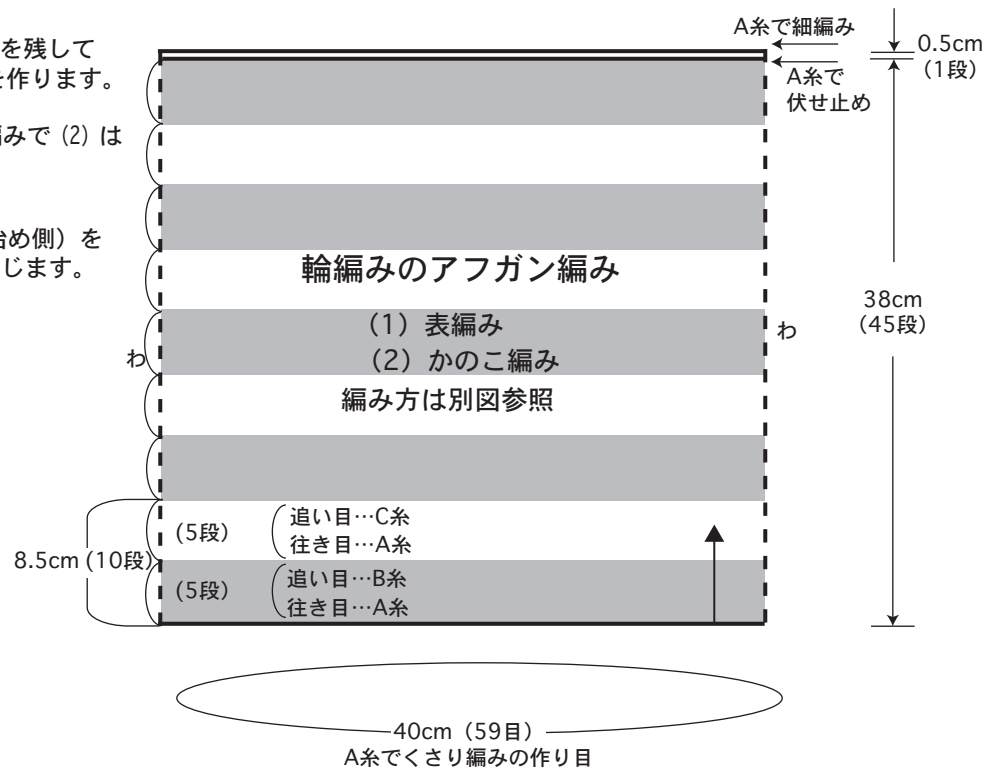 を残して
を作ります。
編みで (2) は
始め側）を
じます。
A糸で細編み
0.5cm
(1段)
A糸で
伏せ止め
輪編みのアフガン編み
（1）表編み
（2）かのこ編み
編み方は別図参照
わ
わ
38cm
（45段）
(5段)
追い目…C糸
往き目…A糸
8.5cm (10段)
(5段)
追い目…B糸
往き目…A糸
40cm（59目）
A糸でくさり編みの作り目